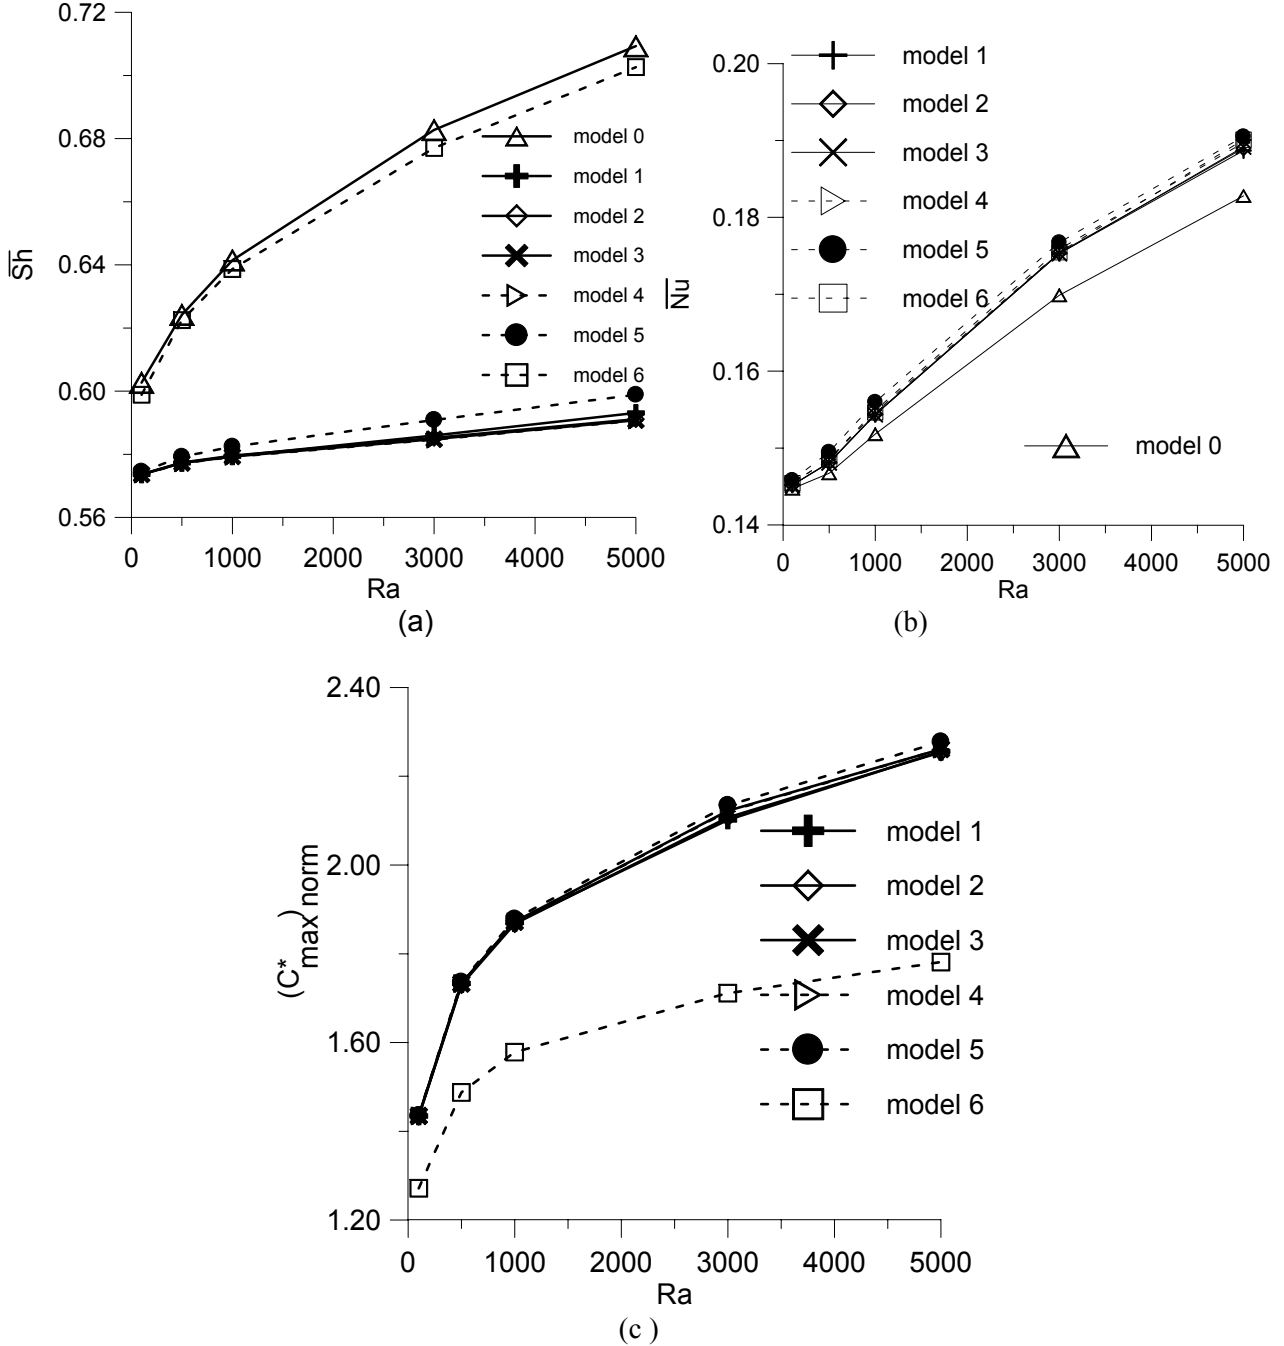 0.72
0.68
0.64
0.60
0.56
Sh
model 0
model 1
model 2
model 3
model 4
model 5
model 6
0 1000 2000 3000 4000 5000
Ra
(a)
0.20
0.18
0.16
0.14
Nu
model 1
model 2
model 3
model 4
model 5
model 6
model 0
0 1000 2000 3000 4000 5000
Ra
(b)
2.40
2.00
1.60
1.20
(C*max)norm
model 1
model 2
model 3
model 4
model 5
model 6
0 1000 2000 3000 4000 5000
Ra
(c )